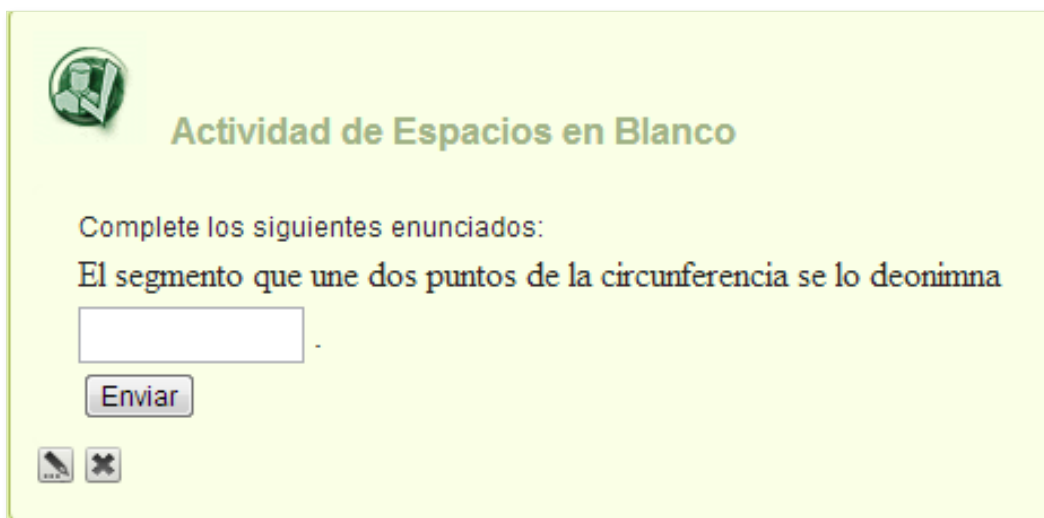 Actividad de Espacios en Blanco
Complete los siguientes enunciados:
El segmento que une dos puntos de la circunferencia se lo deonimna
.
Enviar